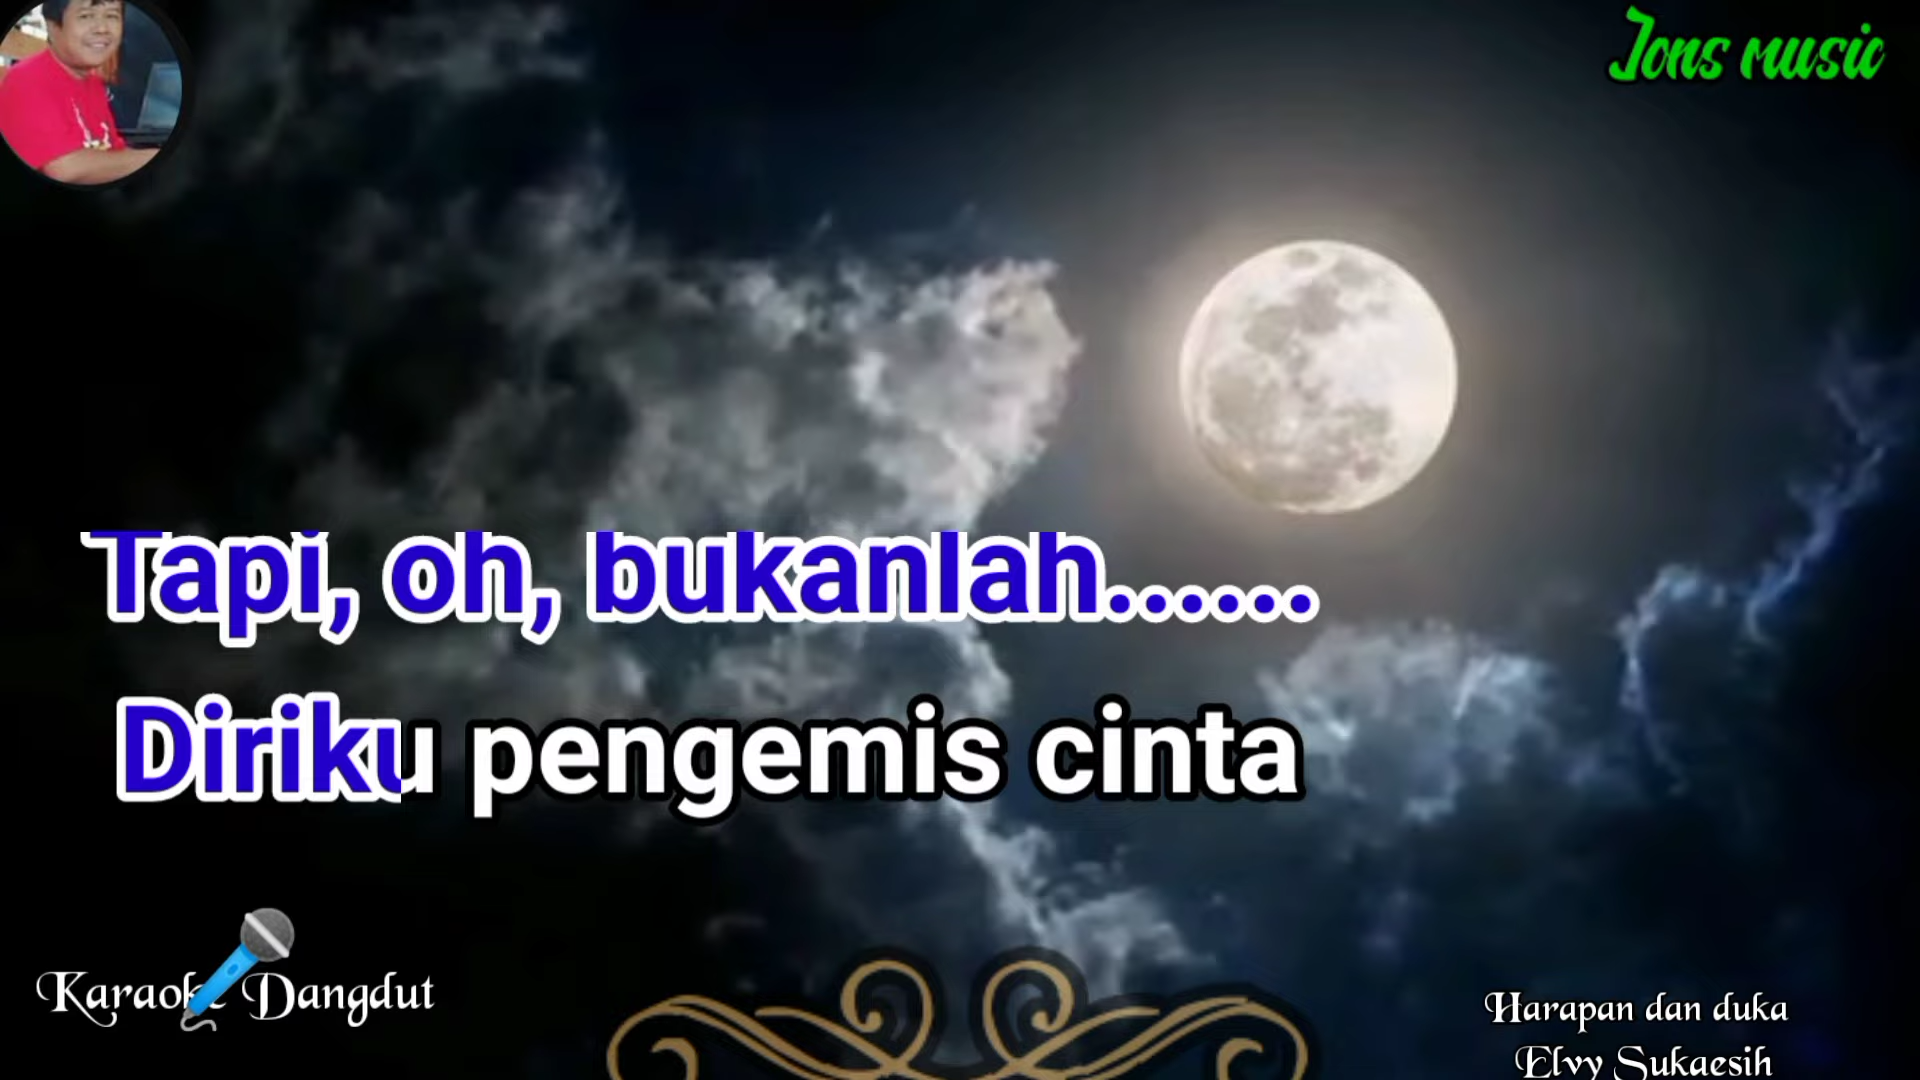 Jons music
Tapi, oh, bukanlah......
Diriku pengemis cinta
Karaoke Dangdut
Harapan dan duka
Elvy Sukaesih